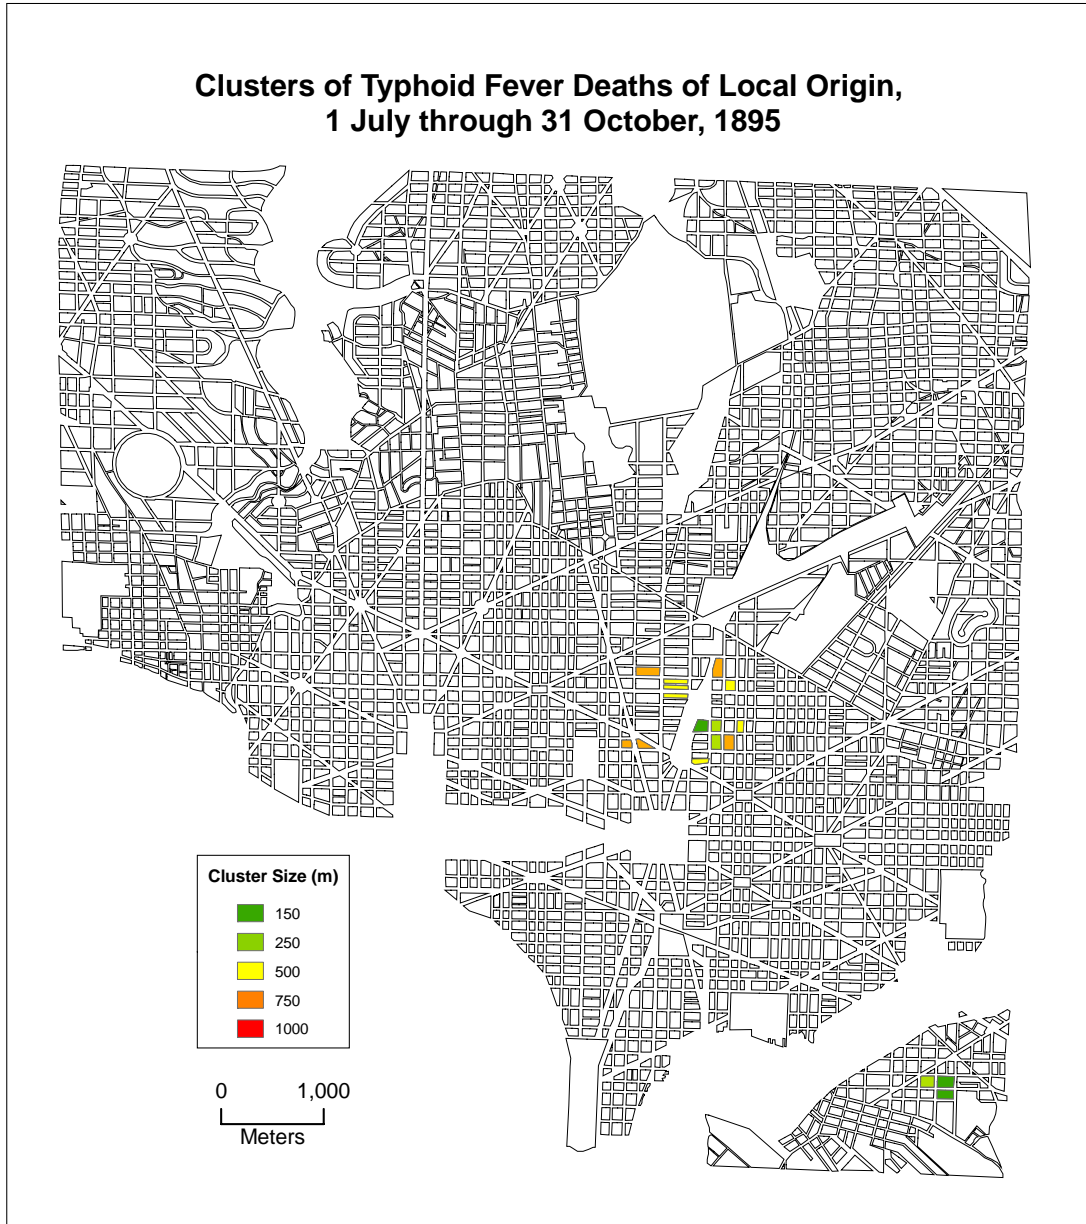 Clusters of Typhoid Fever Deaths of Local Origin,
1 July through 31 October, 1895
Cluster Size (m)
150
250
500
750
1000
0 1,000
Meters